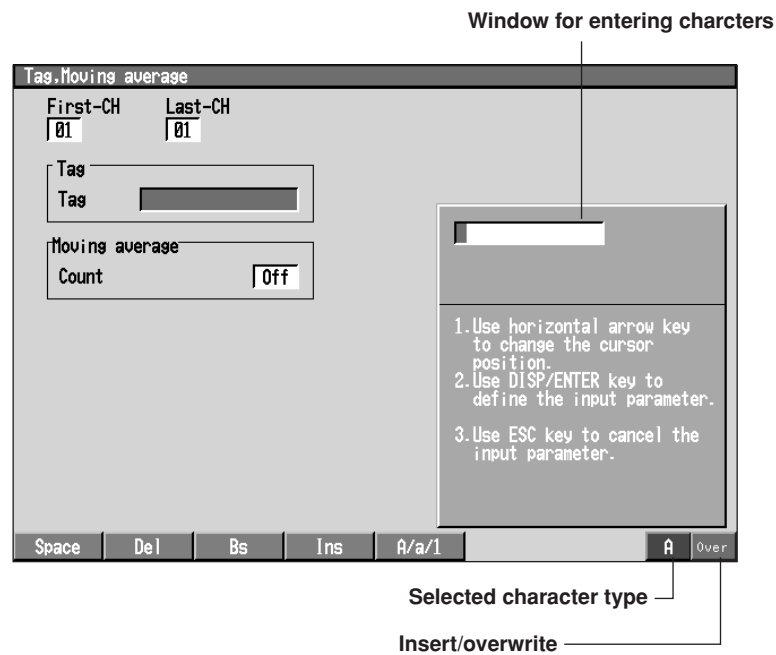 Window for entering charcters
Tag,Moving average
First-CH Last-CH
01 01
Tag
Tag
Moving average
Count Off
1.Use horizontal arrow key
to change the cursor
position.
2.Use DISP/ENTER key to
define the input parameter.
3.Use ESC key to cancel the
input parameter.
Space Del Bs Ins A/a/1 A Over
Selected character type
Insert/overwrite